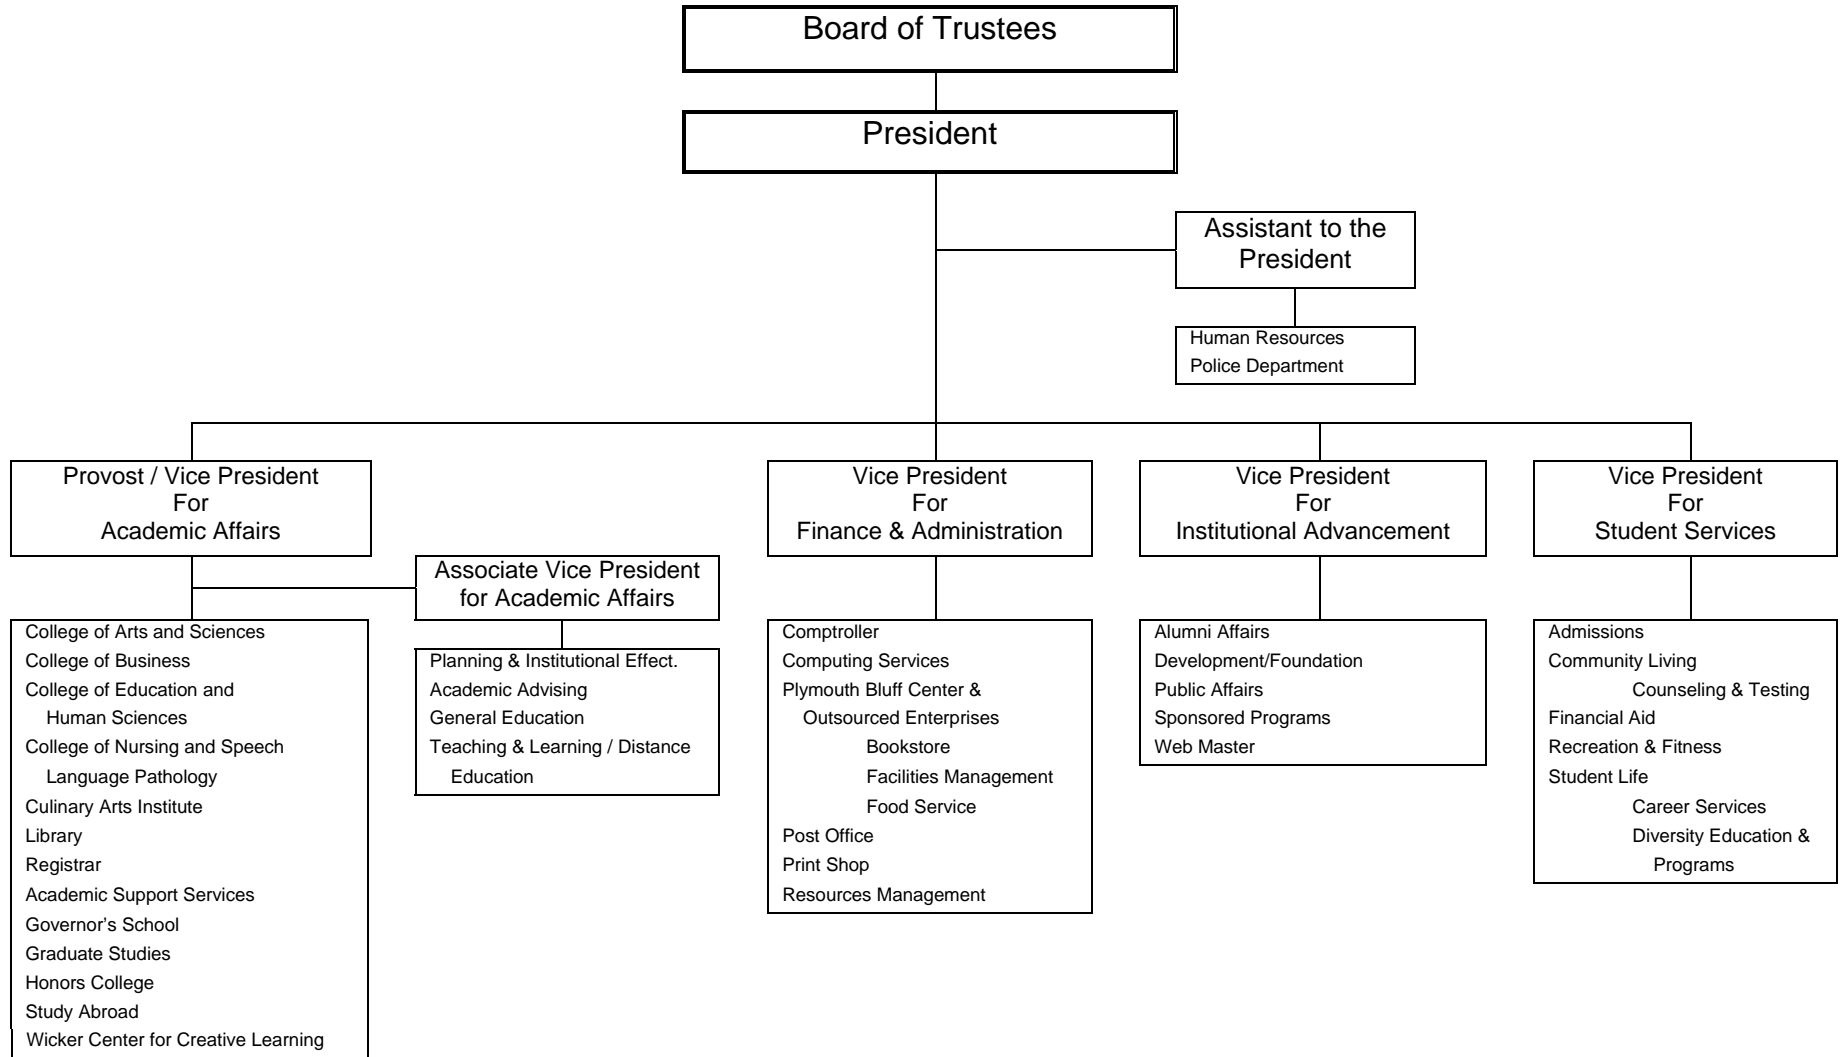 Board of Trustees
President
Assistant to the
President
Human Resources
Police Department
Provost / Vice President
For
Academic Affairs
Associate Vice President
for Academic Affairs
College of Arts and Sciences
College of Business
College of Education and
Human Sciences
College of Nursing and Speech
Language Pathology
Culinary Arts Institute
Library
Registrar
Academic Support Services
Governor’s School
Graduate Studies
Honors College
Study Abroad
Wicker Center for Creative Learning
Planning & Institutional Effect.
Academic Advising
General Education
Teaching & Learning / Distance
Education
Vice President
For
Finance & Administration
Comptroller
Computing Services
Plymouth Bluff Center &
Outsourced Enterprises
Bookstore
Facilities Management
Food Service
Post Office
Print Shop
Resources Management
Vice President
For
Institutional Advancement
Alumni Affairs
Development/Foundation
Public Affairs
Sponsored Programs
Web Master
Vice President
For
Student Services
Admissions
Community Living
Counseling & Testing
Financial Aid
Recreation & Fitness
Student Life
Career Services
Diversity Education &
Programs